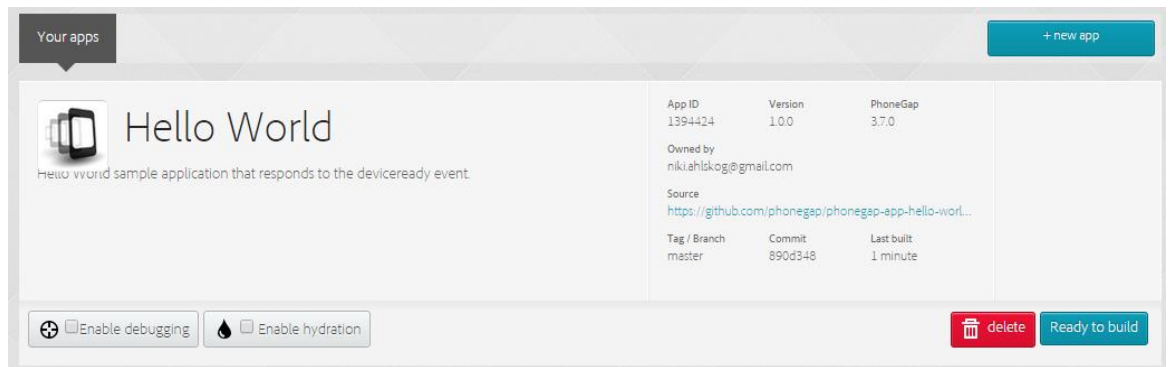 Your apps
+ new app
Hello World
Hello World sample application that responds to the deviceready event.
App ID Version PhoneGap
1394424 1.0.0 3.7.0
Owned by
niki.ahlskog@gmail.com
Source
https://github.com/phonegap/phonegap-app-hello-worl...
Tag / Branch Commit Last built
master 890d348 1 minute
Enable debugging Enable hydration delete Ready to build